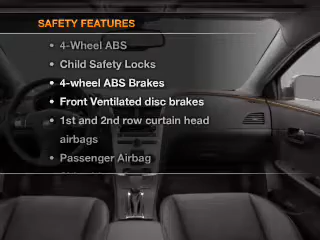 SAFETY FEATURES
• 4-Wheel ABS
• Child Safety Locks
• 4-wheel ABS Brakes
• Front Ventilated disc brakes
• 1st and 2nd row curtain head
airbags
• Passenger Airbag